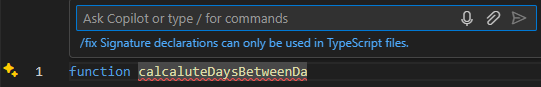 Ask Copilot or type / for commands
/fix Signature declarations can only be used in TypeScript files.
1 function calcaluteDaysBetweenDa